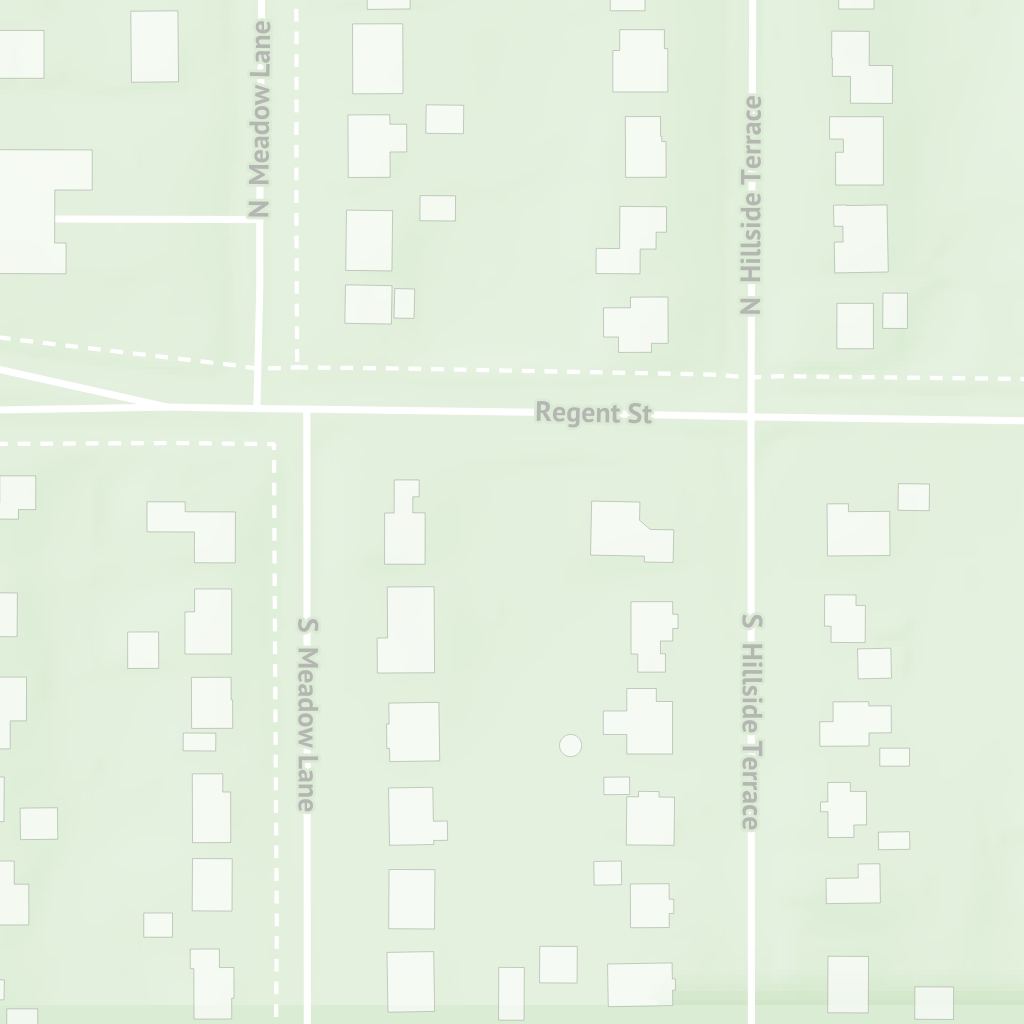 N Meadow Lane
N Hillside Terrace
Regent St
S Meadow Lane
S Hillside Terrace